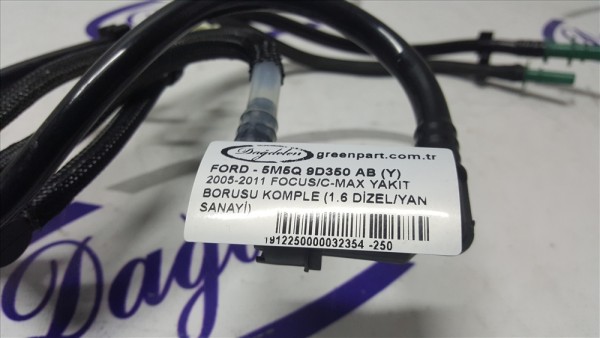 Dağdelen
greenpart.com.tr
FORD - 5M5Q 9D350 AB (Y)
2005-2011 FOCUS/C-MAX YAKIT
BORUSU KOMPLE (1.6 DİZEL/YAN
SANAYİ)
1912250000032354 -250
Dağdelen